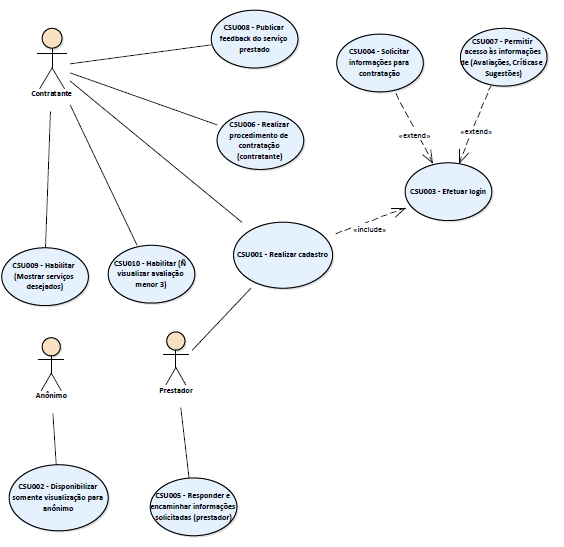 CSU008 - Publicar
feedback do serviço
prestado
CSU004 - Solicitar
informações para
contratação
CSU007 - Permitir
acesso às informações
de (Avaliações, Críticas e
Sugestões)
Contratante
CSU006 - Realizar
procedimento de
contratação
(contratante)
«extend»
«extend»
CSU003 - Efetuar login
«include»
CSU001 - Realizar cadastro
CSU009 - Habilitar
(Mostrar serviços
desejados)
CSU010 - Habilitar (Ñ
visualizar avaliação
menor 3)
Anônimo
Prestador
CSU002 - Disponibilizar
somente visualização para
anônimo
CSU005 - Responder e
encaminhar informações
solicitadas (prestador)